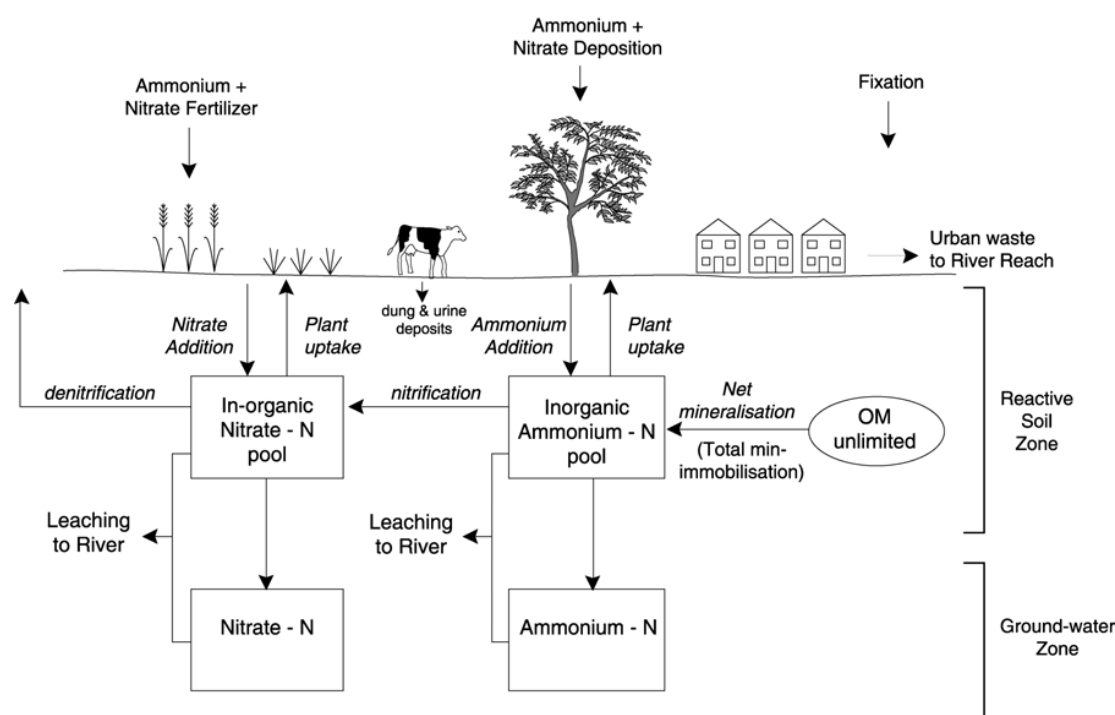 Ammonium +
Nitrate Deposition
Ammonium +
Nitrate Fertilizer
Fixation
Urban waste
to River Reach
dung & urine
deposits
Nitrate
Addition
Plant
uptake
Ammonium
Addition
Plant
uptake
denitrification
In-organic
Nitrate - N
pool
nitrification
Inorganic
Ammonium - N
pool
Net
mineralisation
(Total min-
immobilisation)
OM
unlimited
Reactive
Soil
Zone
Leaching
to River
Leaching
to River
Nitrate - N
Ammonium - N
Ground-water
Zone